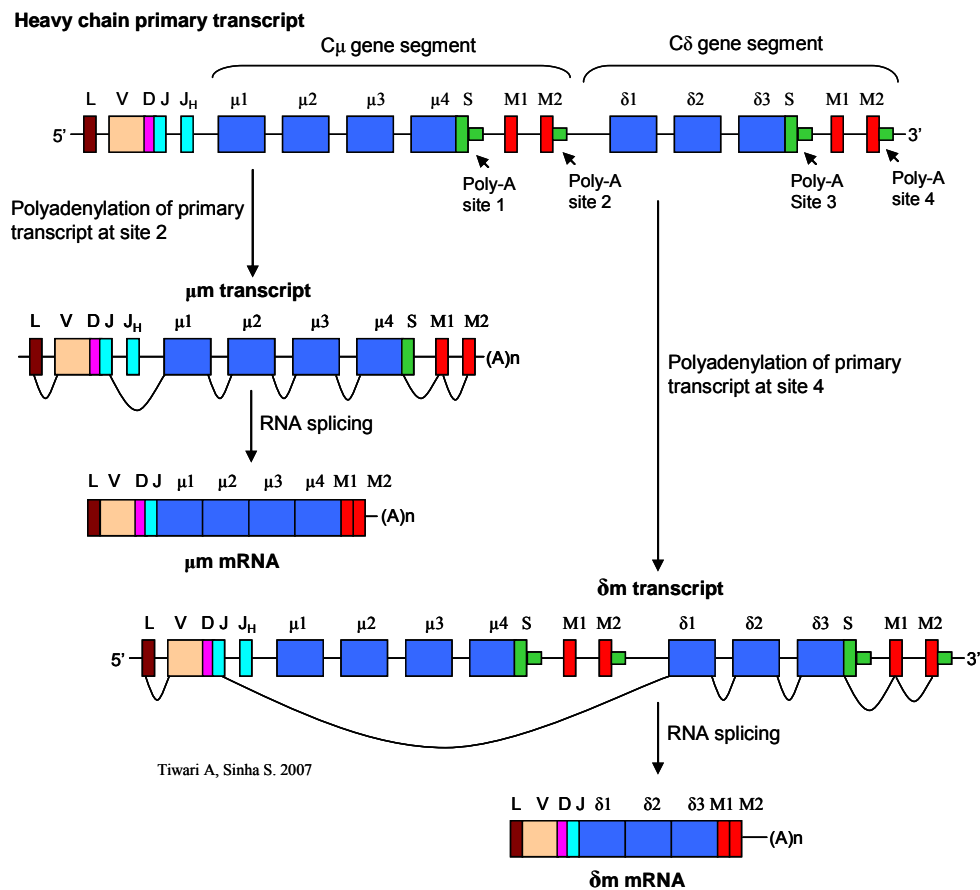 Heavy chain primary transcript
Cμ gene segment
Cδ gene segment
L V D J JH μ1 μ2 μ3 μ4 S M1 M2 δ1 δ2 δ3 S M1 M2
5’ 3’
Poly-A
site 1
Poly-A
site 2
Poly-A
Site 3
Poly-A
site 4
Polyadenylation of primary
transcript at site 2
μm transcript
L V D J JH μ1 μ2 μ3 μ4 S M1 M2
(A)n
Polyadenylation of primary
transcript at site 4
RNA splicing
L V D J μ1 μ2 μ3 μ4 M1 M2
(A)n
μm mRNA
δm transcript
L V D J JH μ1 μ2 μ3 μ4 S M1 M2 δ1 δ2 δ3 S M1 M2
5’ 3’
RNA splicing
Tiwari A, Sinha S. 2007
L V D J δ1 δ2 δ3 M1 M2
(A)n
δm mRNA